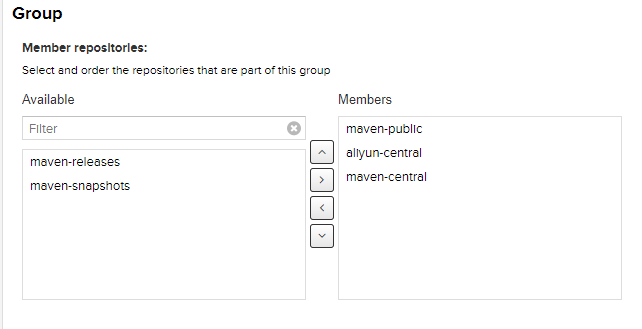 Group
Member repositories:
Select and order the repositories that are part of this group
Available
Members
Filter
maven-releases
maven-snapshots
maven-public
aliyun-central
maven-central